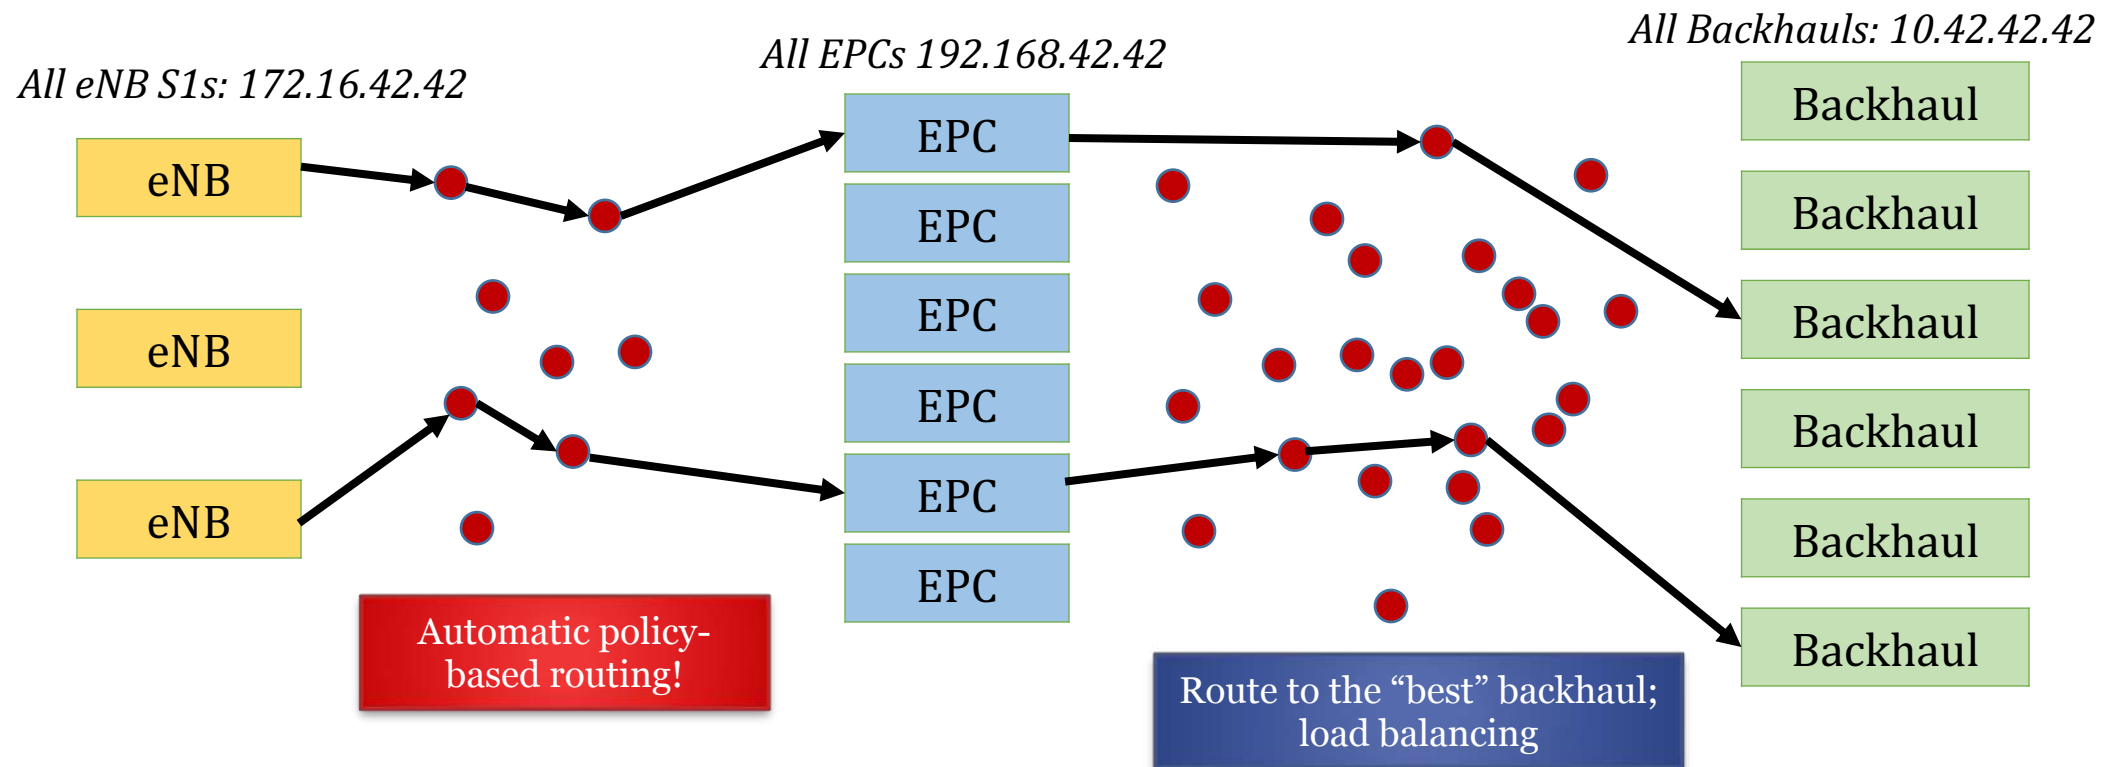 All eNB S1s: 172.16.42.42
All EPCs 192.168.42.42
All Backhauls: 10.42.42.42
eNB
eNB
eNB
EPC
EPC
EPC
EPC
EPC
EPC
Backhaul
Backhaul
Backhaul
Backhaul
Backhaul
Backhaul
Automatic policy-
based routing!
Route to the “best” backhaul;
load balancing